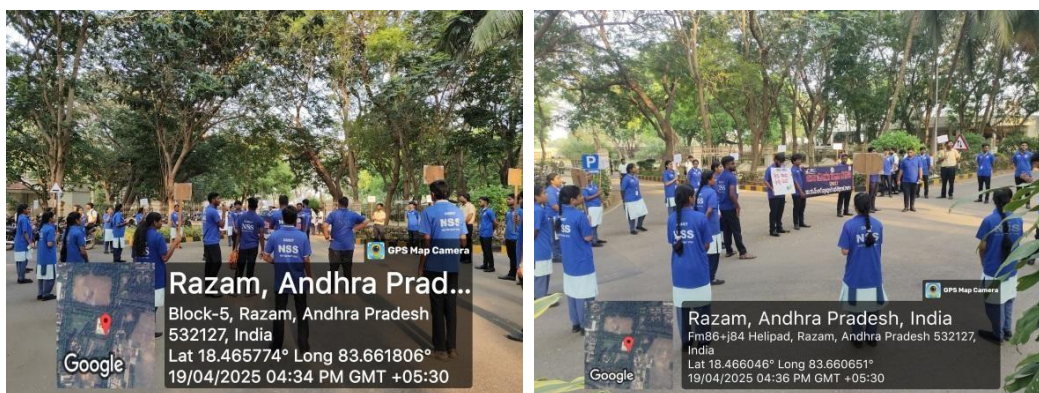 NSS
NSS
GPS Map Camera
Razam, Andhra Prad...
Block-5, Razam, Andhra Pradesh
532127, India
Lat 18.465774° Long 83.661806°
19/04/2025 04:34 PM GMT +05:30
Google
P
NSS
NSS
GPS Map Camera
Razam, Andhra Pradesh, India
Fm86+j84 Helipad, Razam, Andhra Pradesh 532127,
India
Lat 18.466046° Long 83.660651°
19/04/2025 04:36 PM GMT +05:30
Google